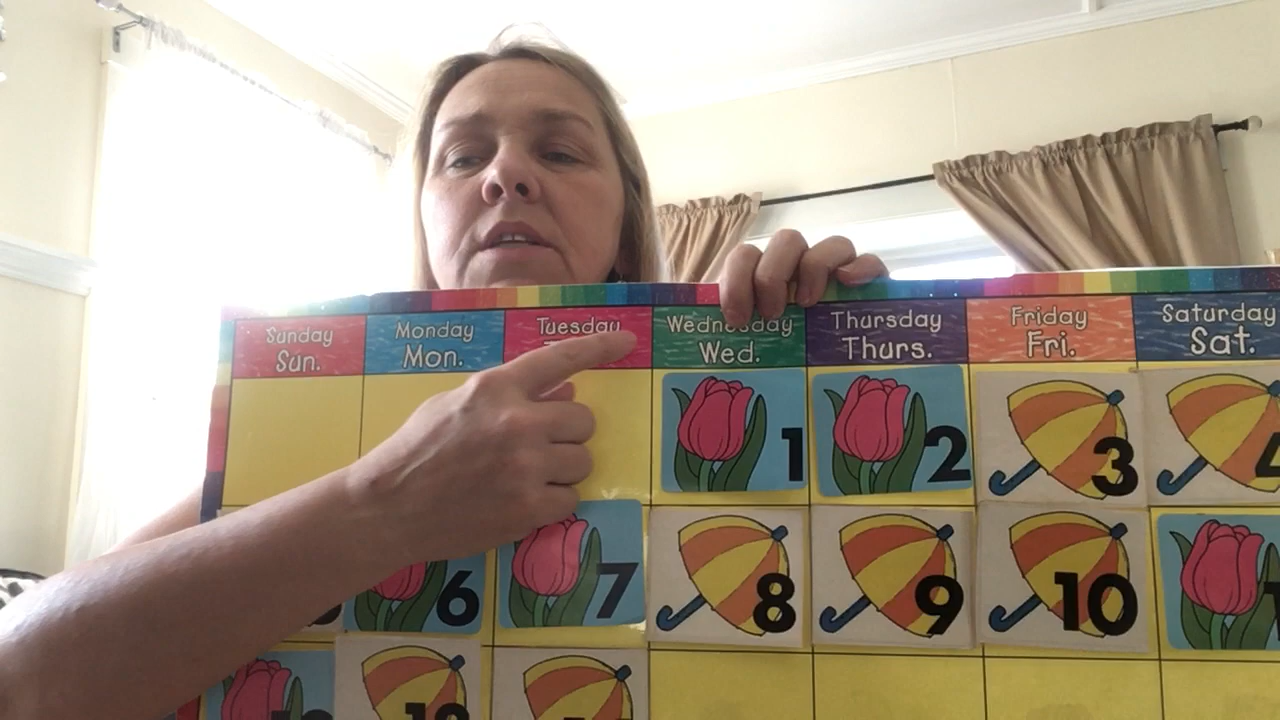 Sunday Monday Tuesday Wednesday Thursday Friday Saturday
Sun. Mon. Wed. Thurs. Fri. Sat.
1 2 3 4
6 7 8 9 10